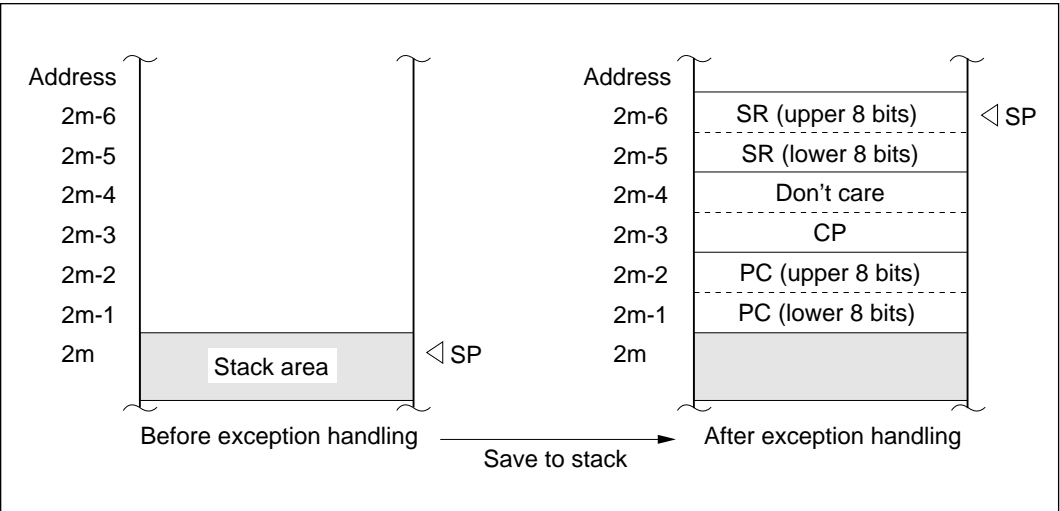 Address
2m-6
2m-5
2m-4
2m-3
2m-2
2m-1
2m
Stack area
SP
Before exception handling
Save to stack
Address
2m-6 SR (upper 8 bits) SP
2m-5 SR (lower 8 bits)
2m-4 Don't care
2m-3 CP
2m-2 PC (upper 8 bits)
2m-1 PC (lower 8 bits)
2m
After exception handling